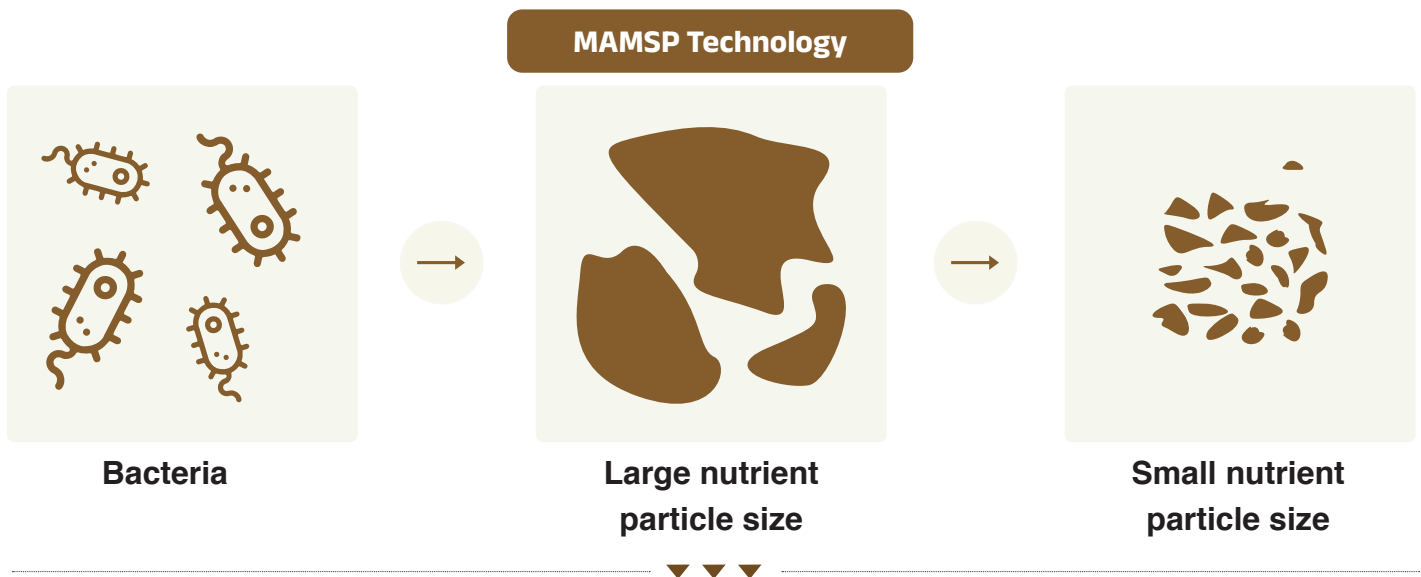 MAMSP Technology
Bacteria
Large nutrient
particle size
Small nutrient
particle size